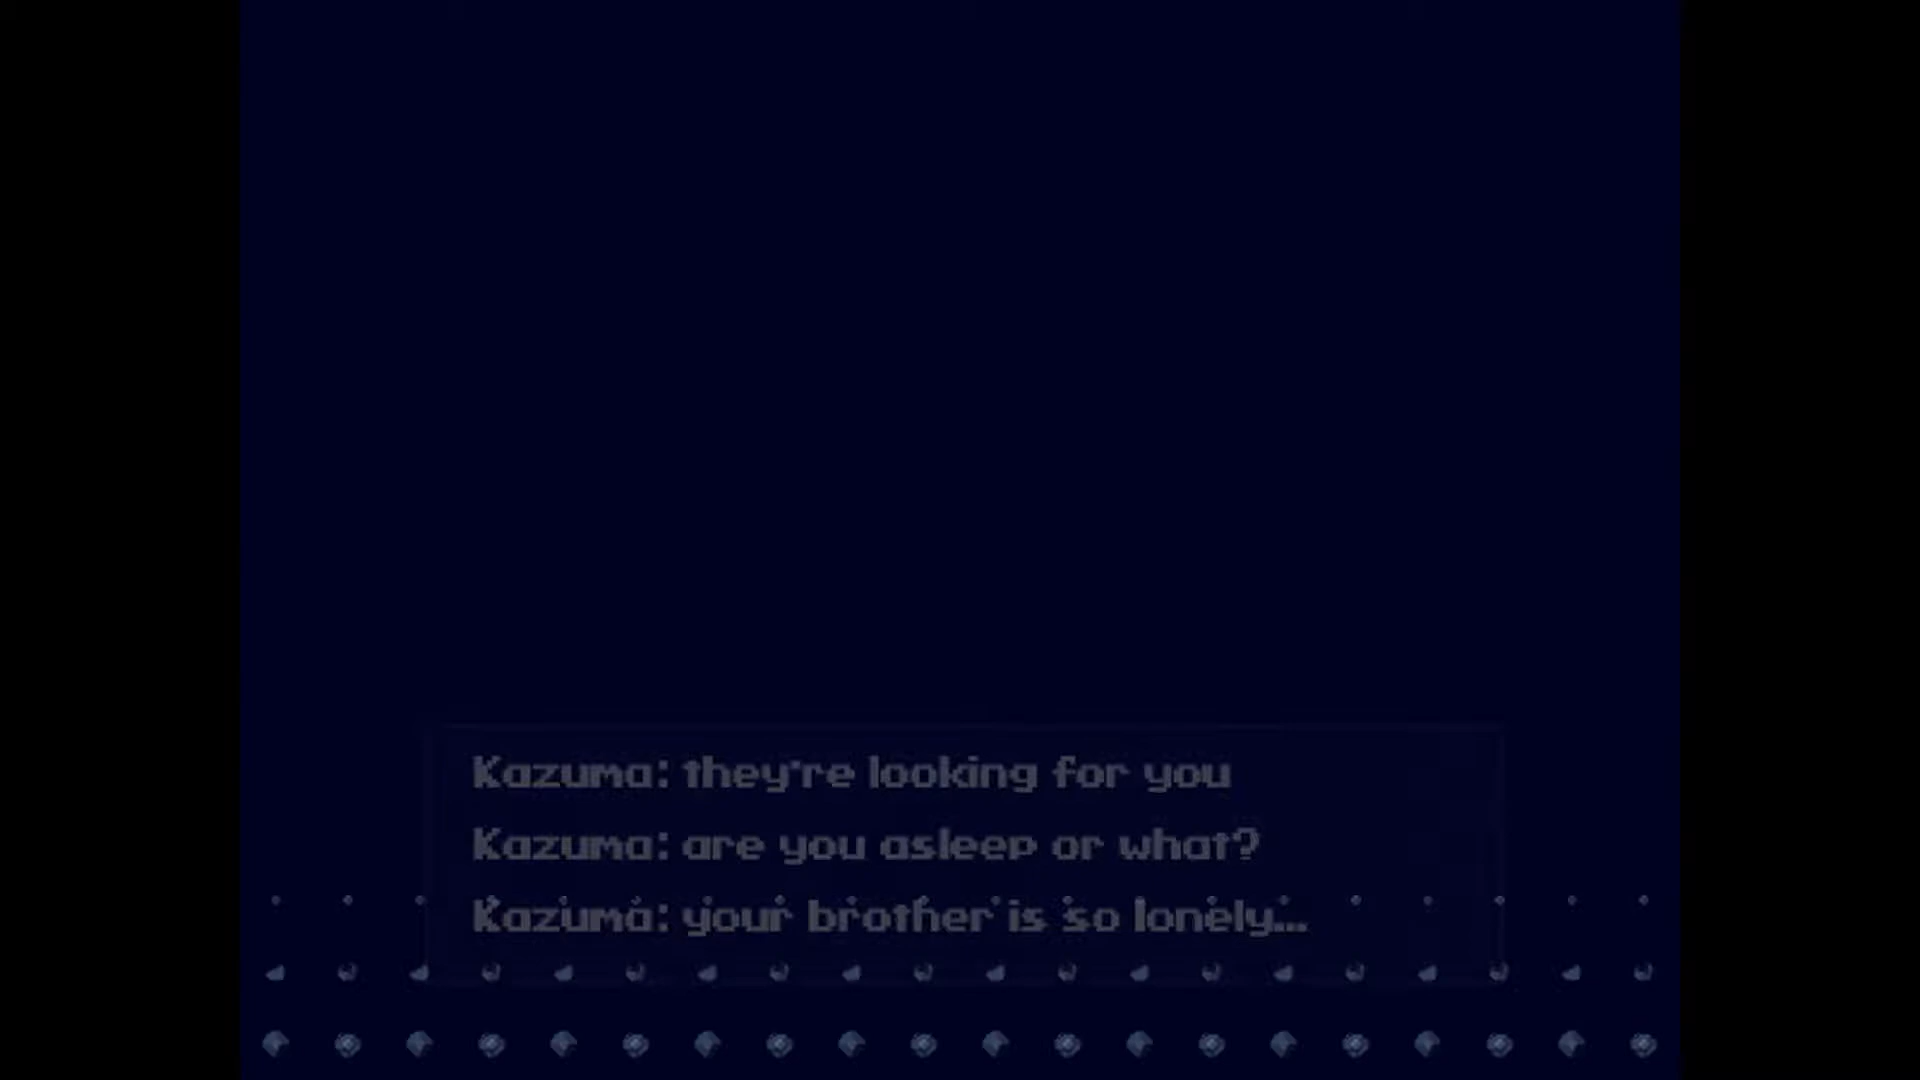 Kazuma: they're looking for you
Kazuma: are you asleep or what?
Kazuma: your brother is so lonely...